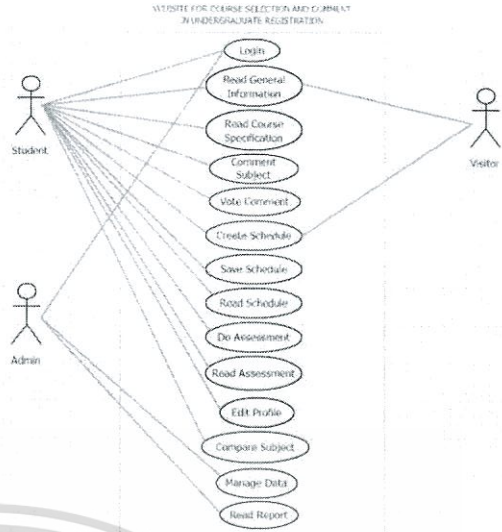 WEBSITE FOR COURSE SELECTION AND COMMENT
IN UNDERGRADUATE REGISTRATION
Login
Read General
Information
Read Course
Specification
Student
Visitor
Comment
Subject
Vote Comment
Create Schedule
Save Schedule
Read Schedule
Admin
Do Assessment
Read Assessment
Edit Profile
Compare Subject
Manage Data
Read Report